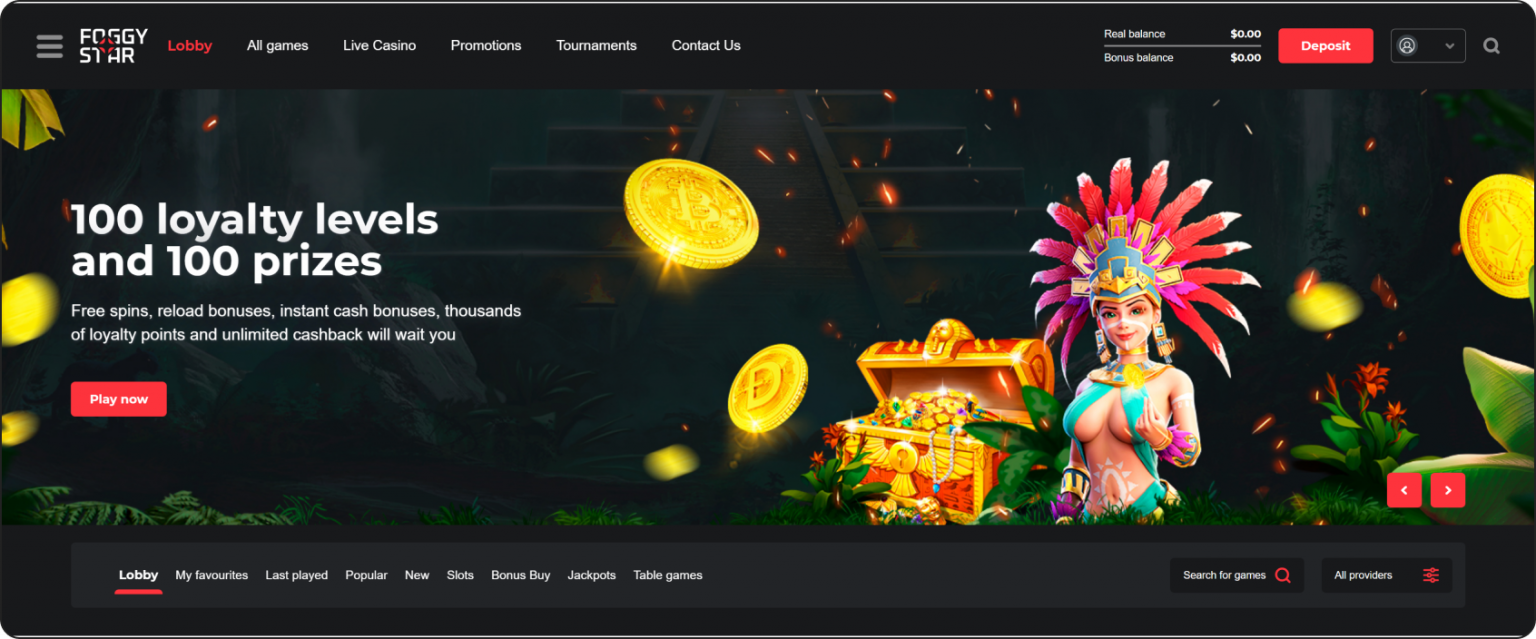 FOGGY
STAR
Lobby
All games
Live Casino
Promotions
Tournaments
Contact Us
Real balance $0.00
Bonus balance $0.00
Deposit
100 loyalty levels
and 100 prizes
Free spins, reload bonuses, instant cash bonuses, thousands
of loyalty points and unlimited cashback will wait you
Play now
Lobby
My favourites
Last played
Popular
New
Slots
Bonus Buy
Jackpots
Table games
Search for games
All providers